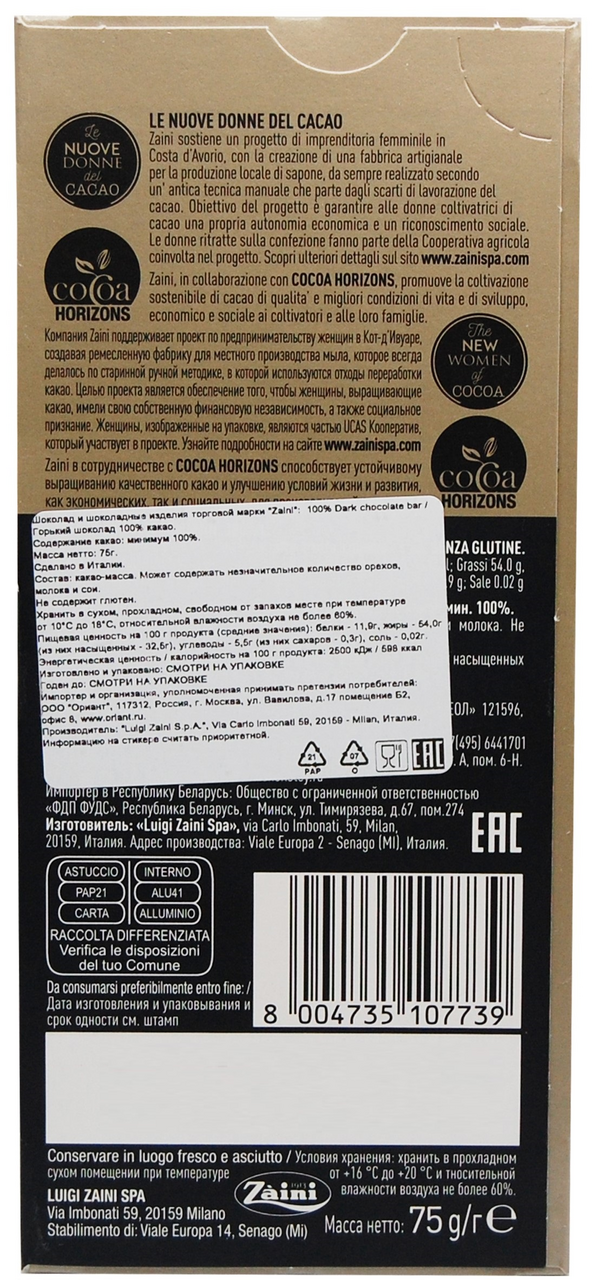 Le
NUOVE
DONNE
del
CACAO
LE NUOVE DONNE DEL CACAO
Zaini sostiene un progetto di imprenditoria femminile in
Costa d'Avorio, con la creazione di una fabbrica artigianale
per la produzione locale di sapone, da sempre realizzato secondo
un' antica tecnica manuale che parte dagli scarti di lavorazione del
cacao. Obiettivo del progetto è garantire alle donne coltivatrici di
cacao una propria autonomia economica e un riconoscimento sociale.
Le donne ritratte sulla confezione fanno parte della Cooperativa agricola
coinvolta nel progetto. Scopri ulteriori dettagli sul sito www.zainispa.com
cocoa
HORIZONS
Zaini, in collaborazione con COCOA HORIZONS, promuove la coltivazione
sostenibile di cacao di qualita' e migliori condizioni di vita e di sviluppo,
economico e sociale ai coltivatori e alle loro famiglie.
Компания Zaini поддерживает проект по предпринимательству женщин в Кот-д'Ивуаре,
создавая ремесленную фабрику для местного производства мыла, которое всегда
делалось по старинной ручной методике, в которой используются отходы переработки
какао. Целью проекта является обеспечение того, чтобы женщины, выращивающие
какао, имели свою собственную финансовую независимость, а также социальное
признание. Женщины, изображенные на упаковке, являются частью UCAS Кооператив,
который участвует в проекте. Узнайте подробности на сайте www.zainispa.com
The
NEW
WOMEN
of
COCOA
Zaini в сотрудничестве с COCOA HORIZONS способствует устойчивому
выращиванию качественного какао и улучшению условий жизни и развития,
как экономических, так и социальных, для
cocoa
HORIZONS
Шоколад и шоколадные изделия торговой марки "Zaini": 100% Dark chocolate bar /
Горький шоколад 100% какао.
Содержание какао: минимум 100%.
Масса нетто: 75г.
Сделано в Италии.
Состав: какао-масса. Может содержать незначительное количество орехов,
молока и сои.
Не содержит глютен.
Хранить в сухом, прохладном, свободном от запахов месте при температуре
от 10°C до 18°C, относительной влажности воздуха не более 60%.
Пищевая ценность на 100 г продукта (средние значения): белки - 11,9г, жиры - 54,0г
(из них насыщенных - 32,5г), углеводы - 5,5г (из них сахаров - 0,3г), соль - 0,02г.
Энергетическая ценность / калорийность на 100 г продукта: 2500 кДж / 598 ккал
Изготовлено и упаковано: СМОТРИ НА УПАКОВКЕ
Годен до: СМОТРИ НА УПАКОВКЕ
Импортер и организация, уполномоченная принимать претензии потребителей:
ООО "Ориант", 117312, Россия, г. Москва, ул. Вавилова, д.17 помещение Б2,
офис 8, www.oriant.ru.
Производитель: "Luigi Zaini S.p.A.", Via Carlo Imbonati 59, 20159 - Milan, Италия.
Информацию на стикере считать приоритетной.
21
PAP
07
O
EAC
NZA GLUTINE.
; Grassi 54.0 g,
9 g; Sale 0.02 g
мин. 100%.
и молока. Не
насыщенных
ЕОЛ" 121596,
7(495) 6441701
А, пом. 6-Н.
Импортер в Республику Беларусь: Общество с ограниченной ответственностью
«ФДП ФУДС», Республика Беларусь, г. Минск, ул. Тимирязева, д.67, пом.274
Изготовитель: «Luigi Zaini Spa», via Carlo Imbonati, 59, Milan,
20159, Италия. Адрес производства: Viale Europa 2 - Senago (MI), Италия.
EAC
ASTUCCIO INTERNO
PAP21 ALU41
CARTA ALLUMINIO
RACCOLTA DIFFERENZIATA
Verifica le disposizioni
del tuo Comune
Da consumarsi preferibilmente entro fine: /
Дата изготовления и упаковывания и
срок одности см. штамп
8 004735 107739
Conservare in luogo fresco e asciutto / Условия хранения: хранить в прохладном
сухом помещении при температуре от +16 °C до +20 °C и тносительной
влажности воздуха не более 60%.
LUIGI ZAINI SPA
Via Imbonati 59, 20159 Milano
Stabilimento di: Viale Europa 14, Senago (Mi)
1913
Zàini
Масса нетто: 75 g/г e